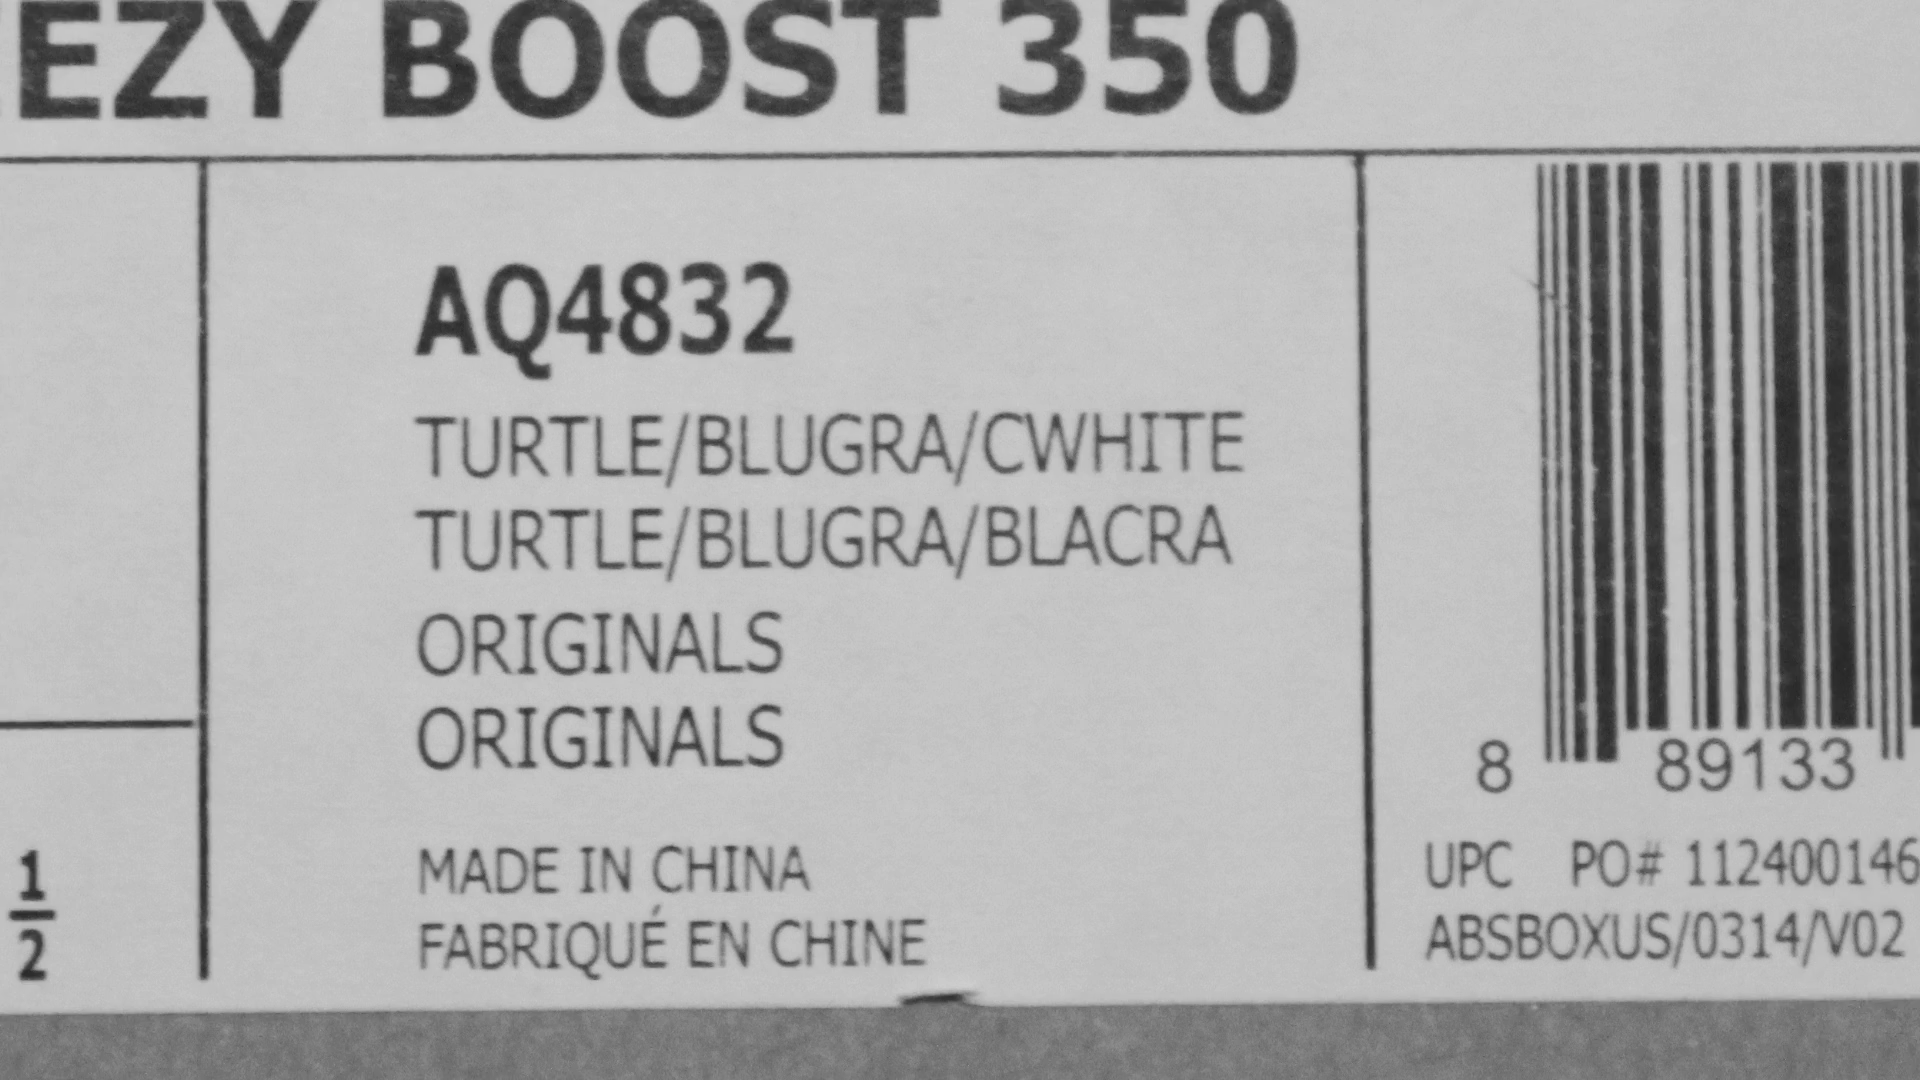 EEZY BOOST 350
AQ4832
TURTLE/BLUGRA/CWHITE
TURTLE/BLUGRA/BLACRA
ORIGINALS
ORIGINALS
MADE IN CHINA
FABRIQUÉ EN CHINE
1/2
8 89133
UPC PO# 112400146
ABSBOXUS/0314/V02